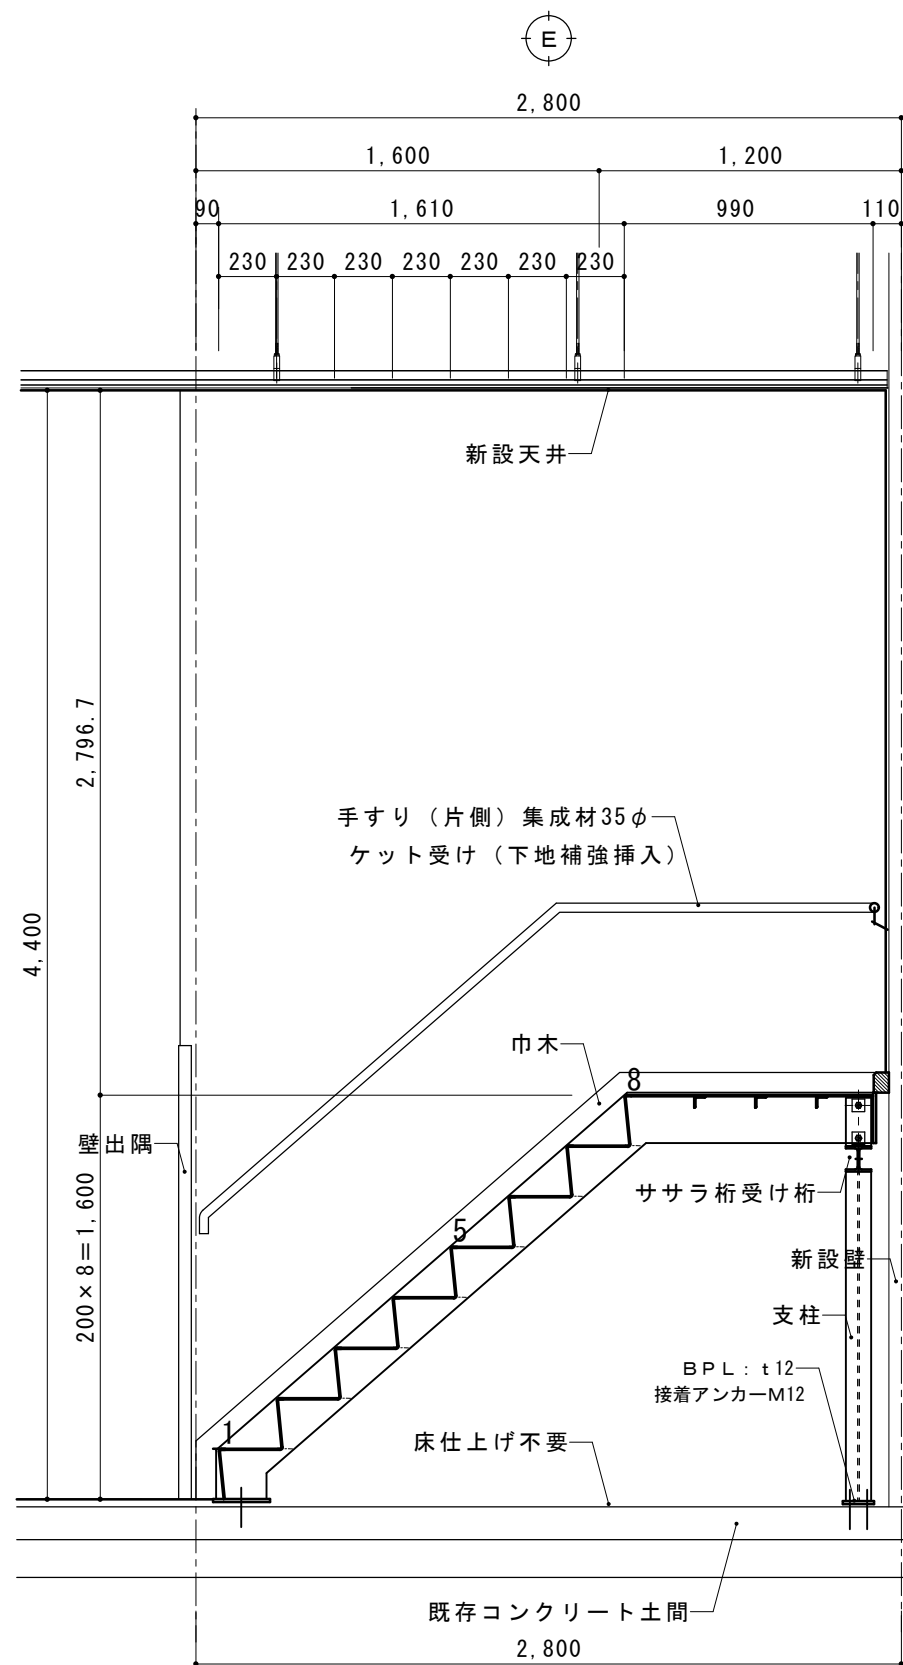 E
2,800
1,600
1,200
90
1,610
990
110
230
230
230
230
230
230
230
新設天井
2,796.7
手すり（片側）集成材35φ
ケット受け（下地補強挿入）
4,400
巾木
8
壁出隅
ササラ桁受け桁
200×8=1,600
5
新設壁
支柱
BPL：t12
接着アンカーM12
1
床仕上げ不要
既存コンクリート土間
2,800